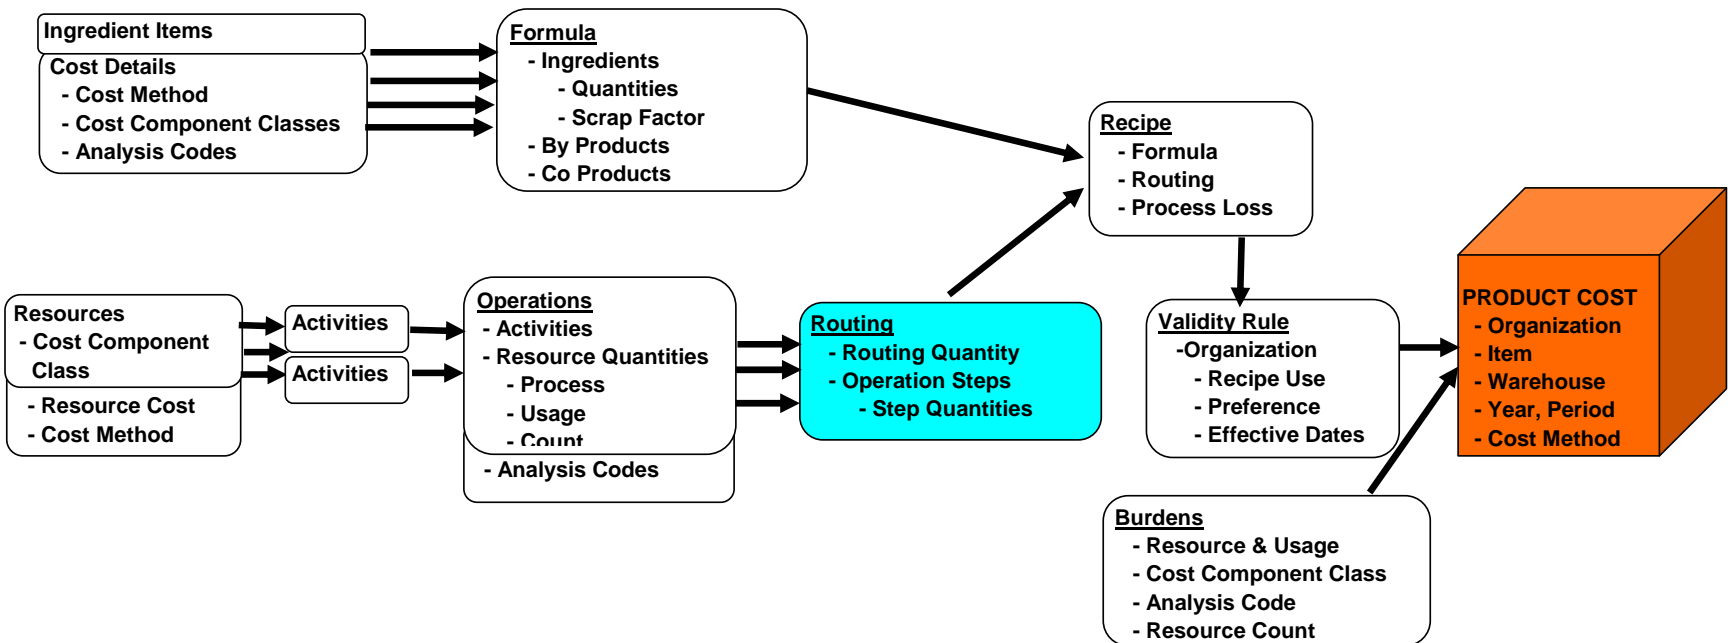 Ingredient Items
Cost Details
- Cost Method
- Cost Component Classes
- Analysis Codes
Formula
- Ingredients
- Quantities
- Scrap Factor
- By Products
- Co Products
Recipe
- Formula
- Routing
- Process Loss
Resources
- Cost Component
Class
- Resource Cost
- Cost Method
Activities
Activities
Operations
- Activities
- Resource Quantities
- Process
- Usage
- Count
- Analysis Codes
Routing
- Routing Quantity
- Operation Steps
- Step Quantities
Validity Rule
-Organization
- Recipe Use
- Preference
- Effective Dates
PRODUCT COST
- Organization
- Item
- Warehouse
- Year, Period
- Cost Method
Burdens
- Resource & Usage
- Cost Component Class
- Analysis Code
- Resource Count